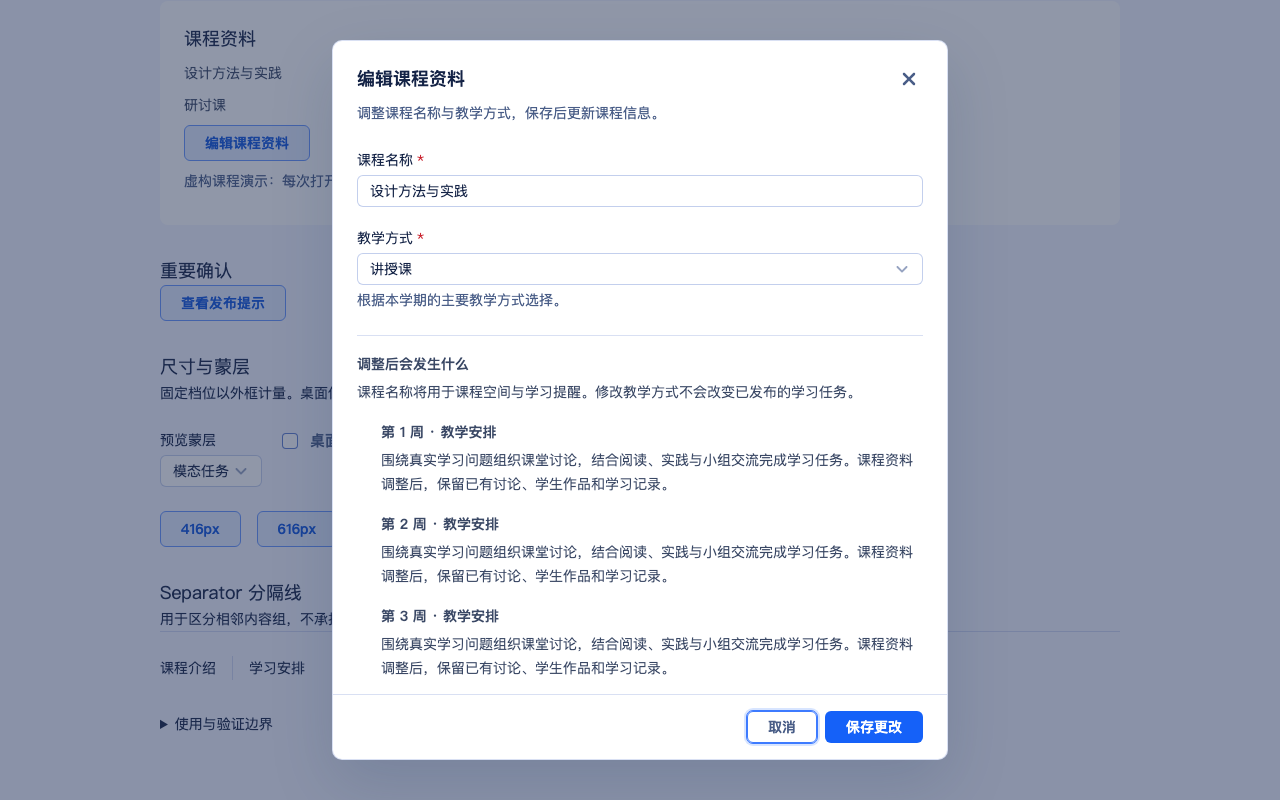 课程资料
设计方法与实践
研讨课
编辑课程资料
虚构课程演示：每次打开
重要确认
查看发布提示
尺寸与蒙层
固定档位以外框计量。桌面
预览蒙层
桌面
模态任务
416px
616px
Separator 分隔线
用于区分相邻内容组，不承
课程介绍
学习安排
使用与验证边界
编辑课程资料
调整课程名称与教学方式，保存后更新课程信息。
课程名称 *
设计方法与实践
教学方式 *
讲授课
根据本学期的主要教学方式选择。
调整后会发生什么
课程名称将用于课程空间与学习提醒。修改教学方式不会改变已发布的学习任务。
第 1 周 · 教学安排
围绕真实学习问题组织课堂讨论，结合阅读、实践与小组交流完成学习任务。课程资料
调整后，保留已有讨论、学生作品和学习记录。
第 2 周 · 教学安排
围绕真实学习问题组织课堂讨论，结合阅读、实践与小组交流完成学习任务。课程资料
调整后，保留已有讨论、学生作品和学习记录。
第 3 周 · 教学安排
围绕真实学习问题组织课堂讨论，结合阅读、实践与小组交流完成学习任务。课程资料
调整后，保留已有讨论、学生作品和学习记录。
取消
保存更改